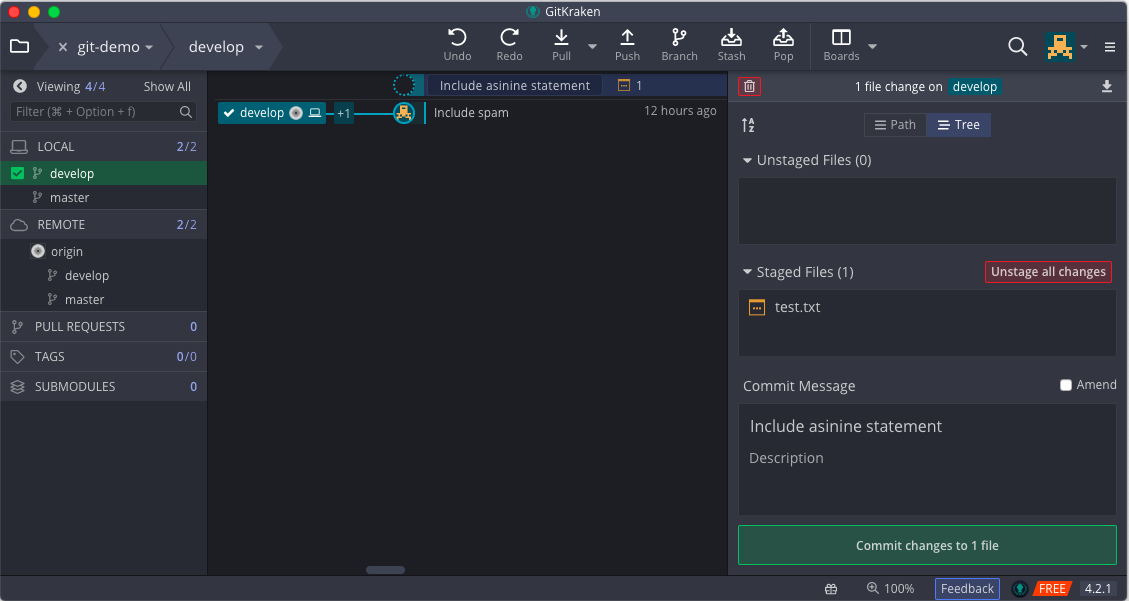 GitKraken
git-demo
develop
Undo
Redo
Pull
Push
Branch
Stash
Pop
Boards
Viewing 4/4
Show All
Filter (⌘ + Option + f)
LOCAL 2/2
develop
master
REMOTE 2/2
origin
develop
master
PULL REQUESTS 0
TAGS 0/0
SUBMODULES 0
Include asinine statement 1
develop +1 Include spam 12 hours ago
1 file change on develop
A Z
Path Tree
Unstaged Files (0)
Staged Files (1) Unstage all changes
test.txt
Commit Message Amend
Include asinine statement
Description
Commit changes to 1 file
100% Feedback FREE 4.2.1